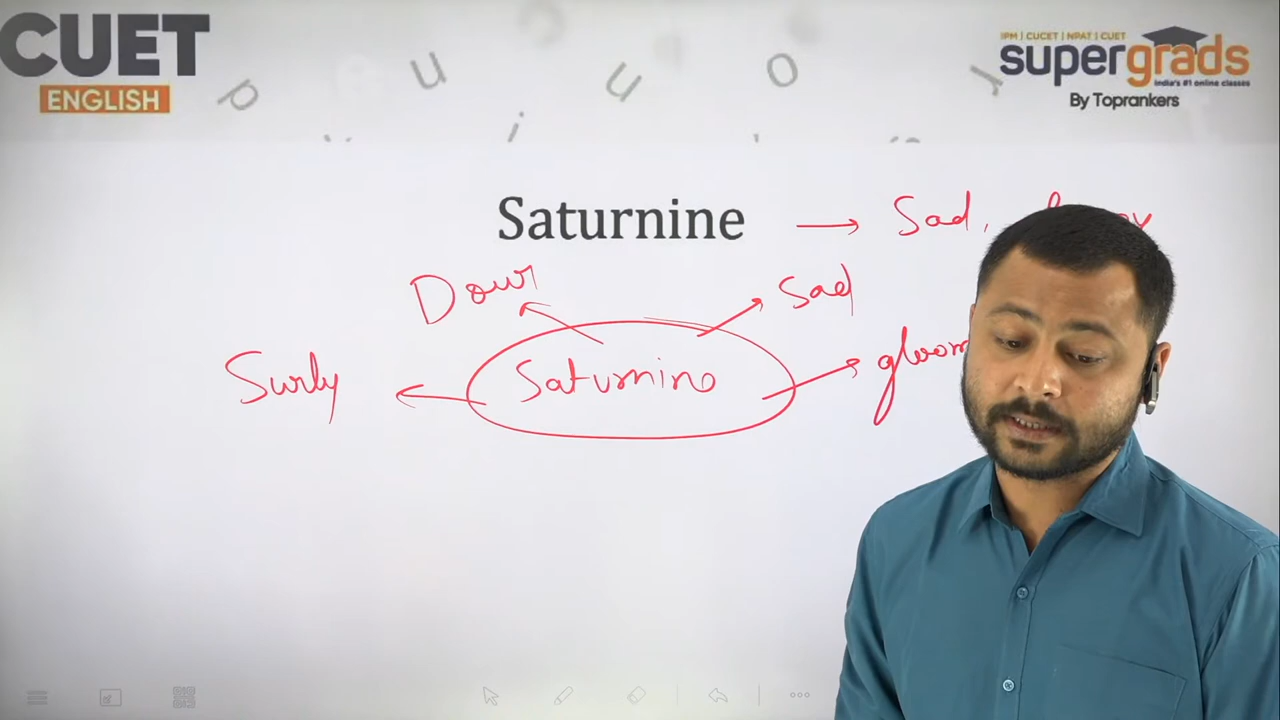 CUET
ENGLISH
IPM | CUCET | NPAT | CUET
supergrads
India's #1 online classes
By Toprankers
p u u o r
i
Saturnine → Sad,
Dour
Sad
Surly
Saturnine
gloom